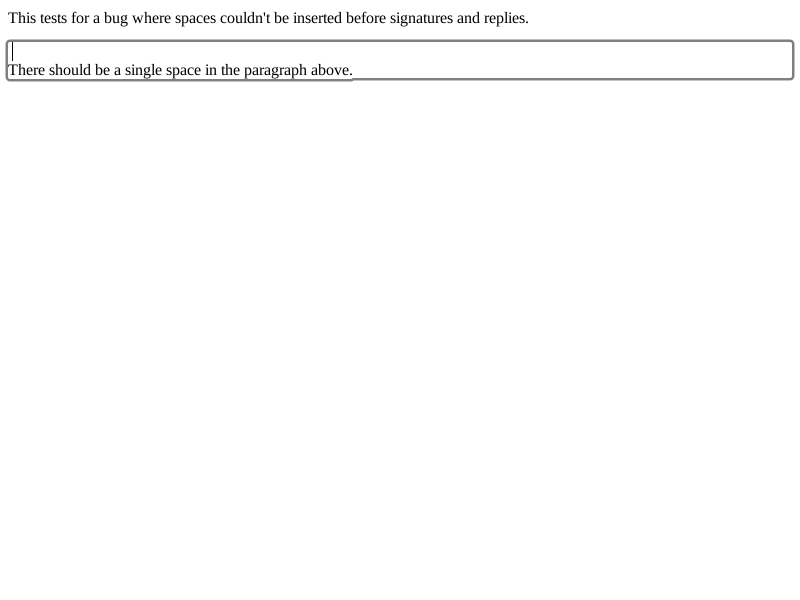 This tests for a bug where spaces couldn't be inserted before signatures and replies.
There should be a single space in the paragraph above.